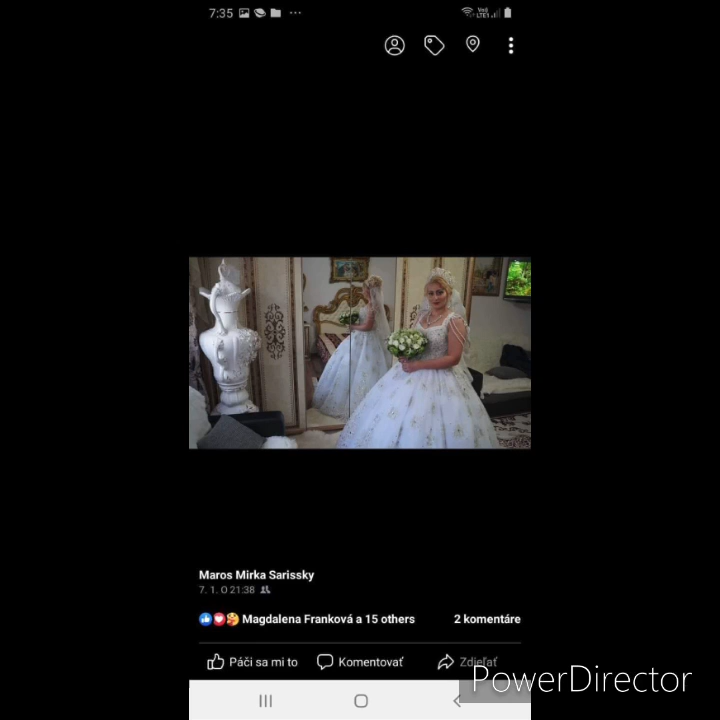 7:35
Maros Mirka Sarissky
7. 1. o 21:38
Magdalena Franková a 15 others
2 komentáre
Páči sa mi to
Komentovať
Zdieľať
PowerDirector